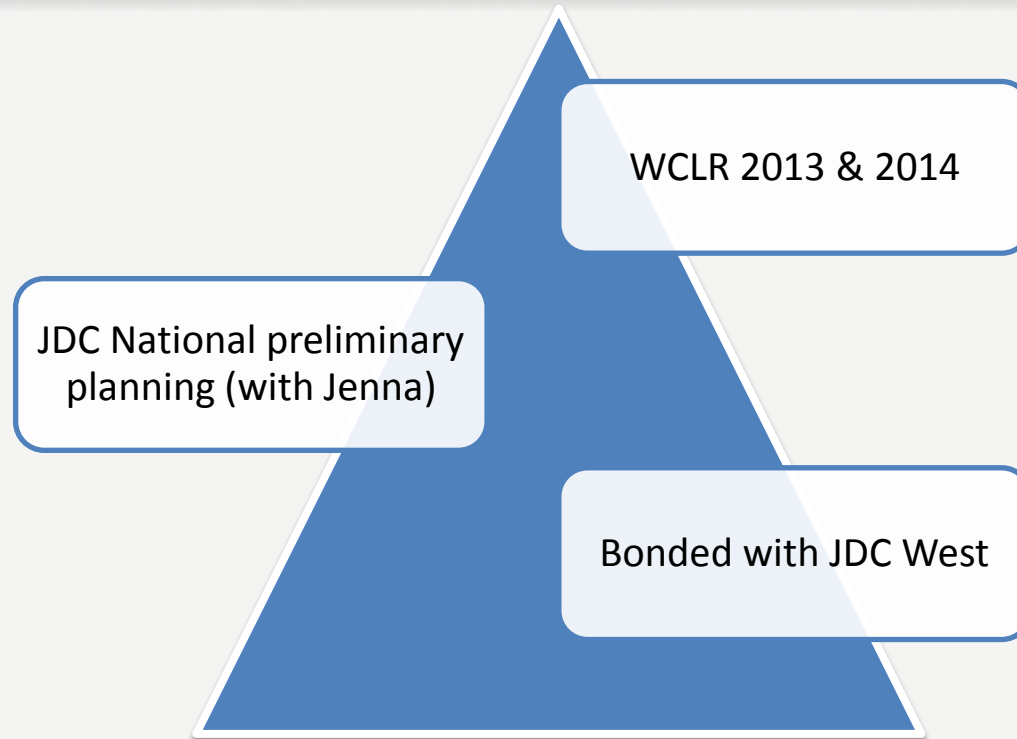 WCLR 2013 & 2014
JDC National preliminary
planning (with Jenna)
Bonded with JDC West